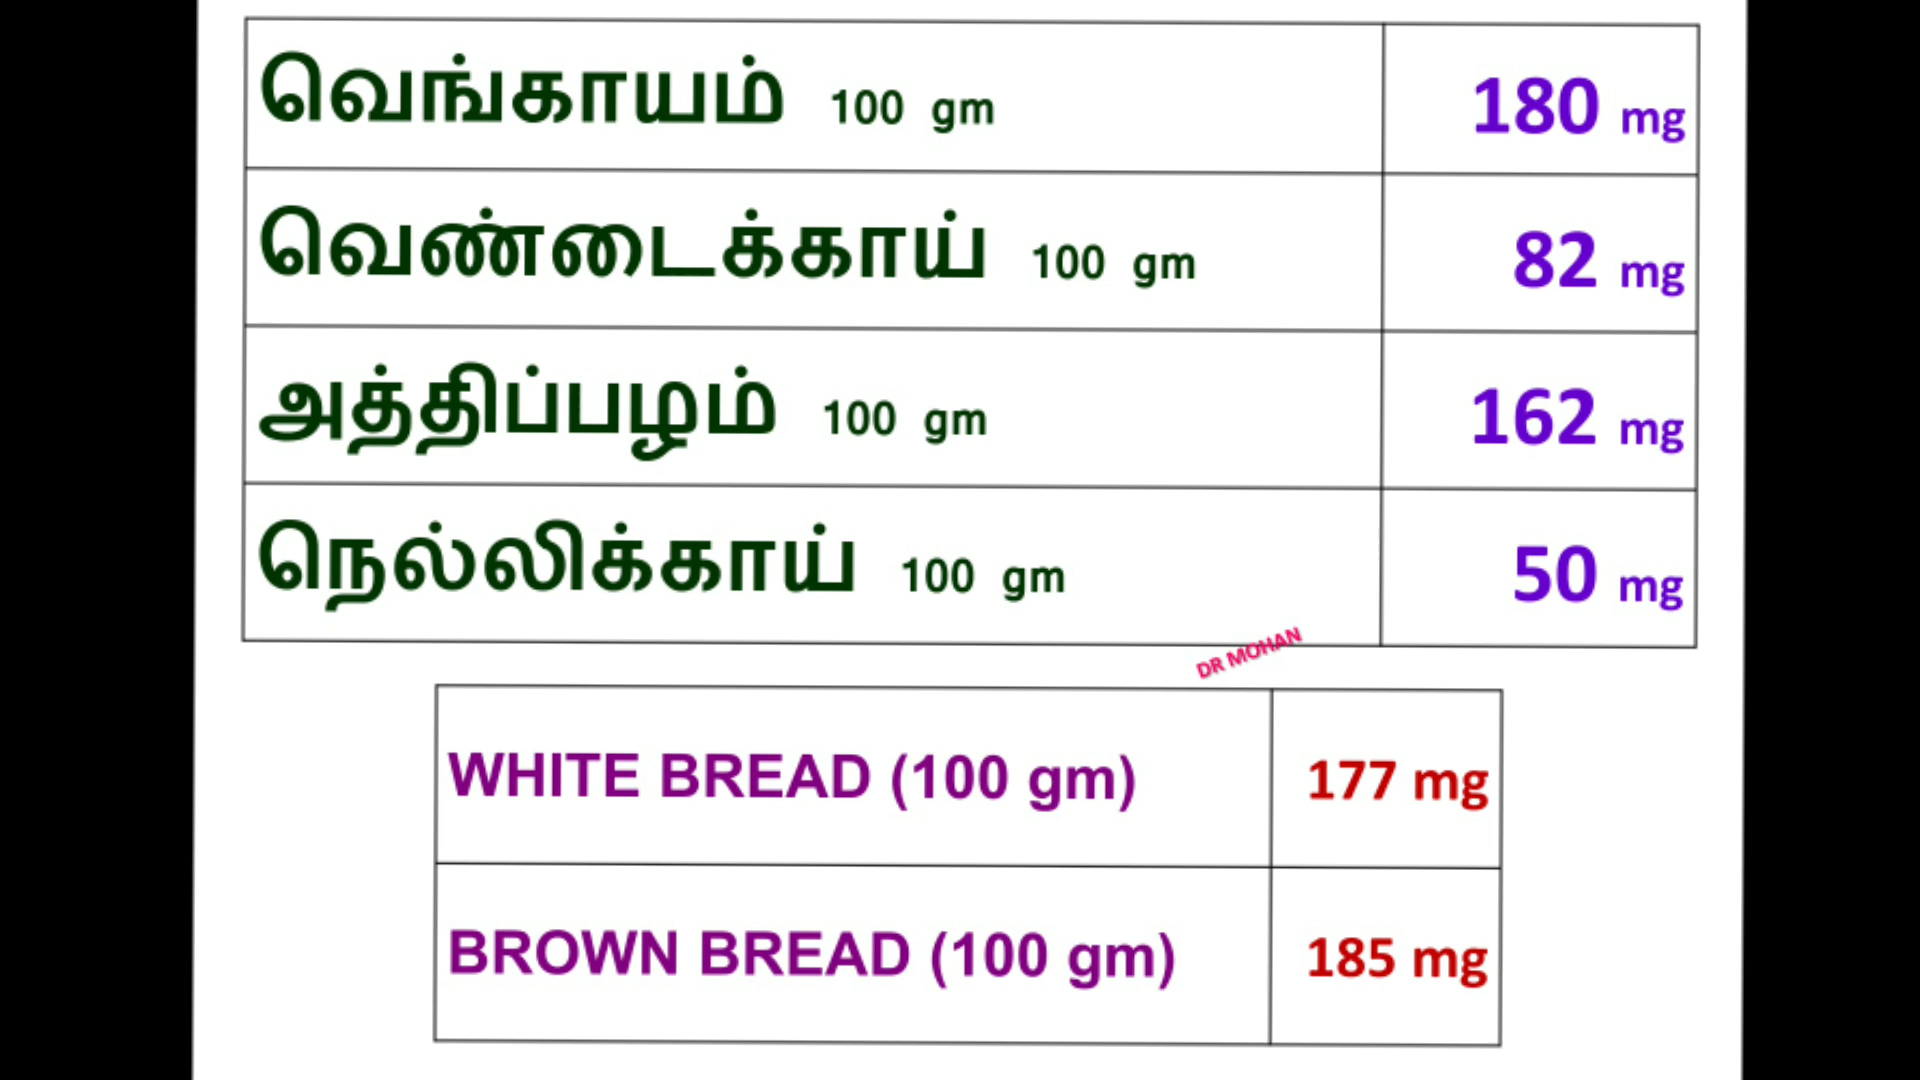 வெங்காயம் 100 gm 180 mg
வெண்டைக்காய் 100 gm 82 mg
அத்திப்பழம் 100 gm 162 mg
நெல்லிக்காய் 100 gm 50 mg
DR MOHAN
WHITE BREAD (100 gm) 177 mg
BROWN BREAD (100 gm) 185 mg